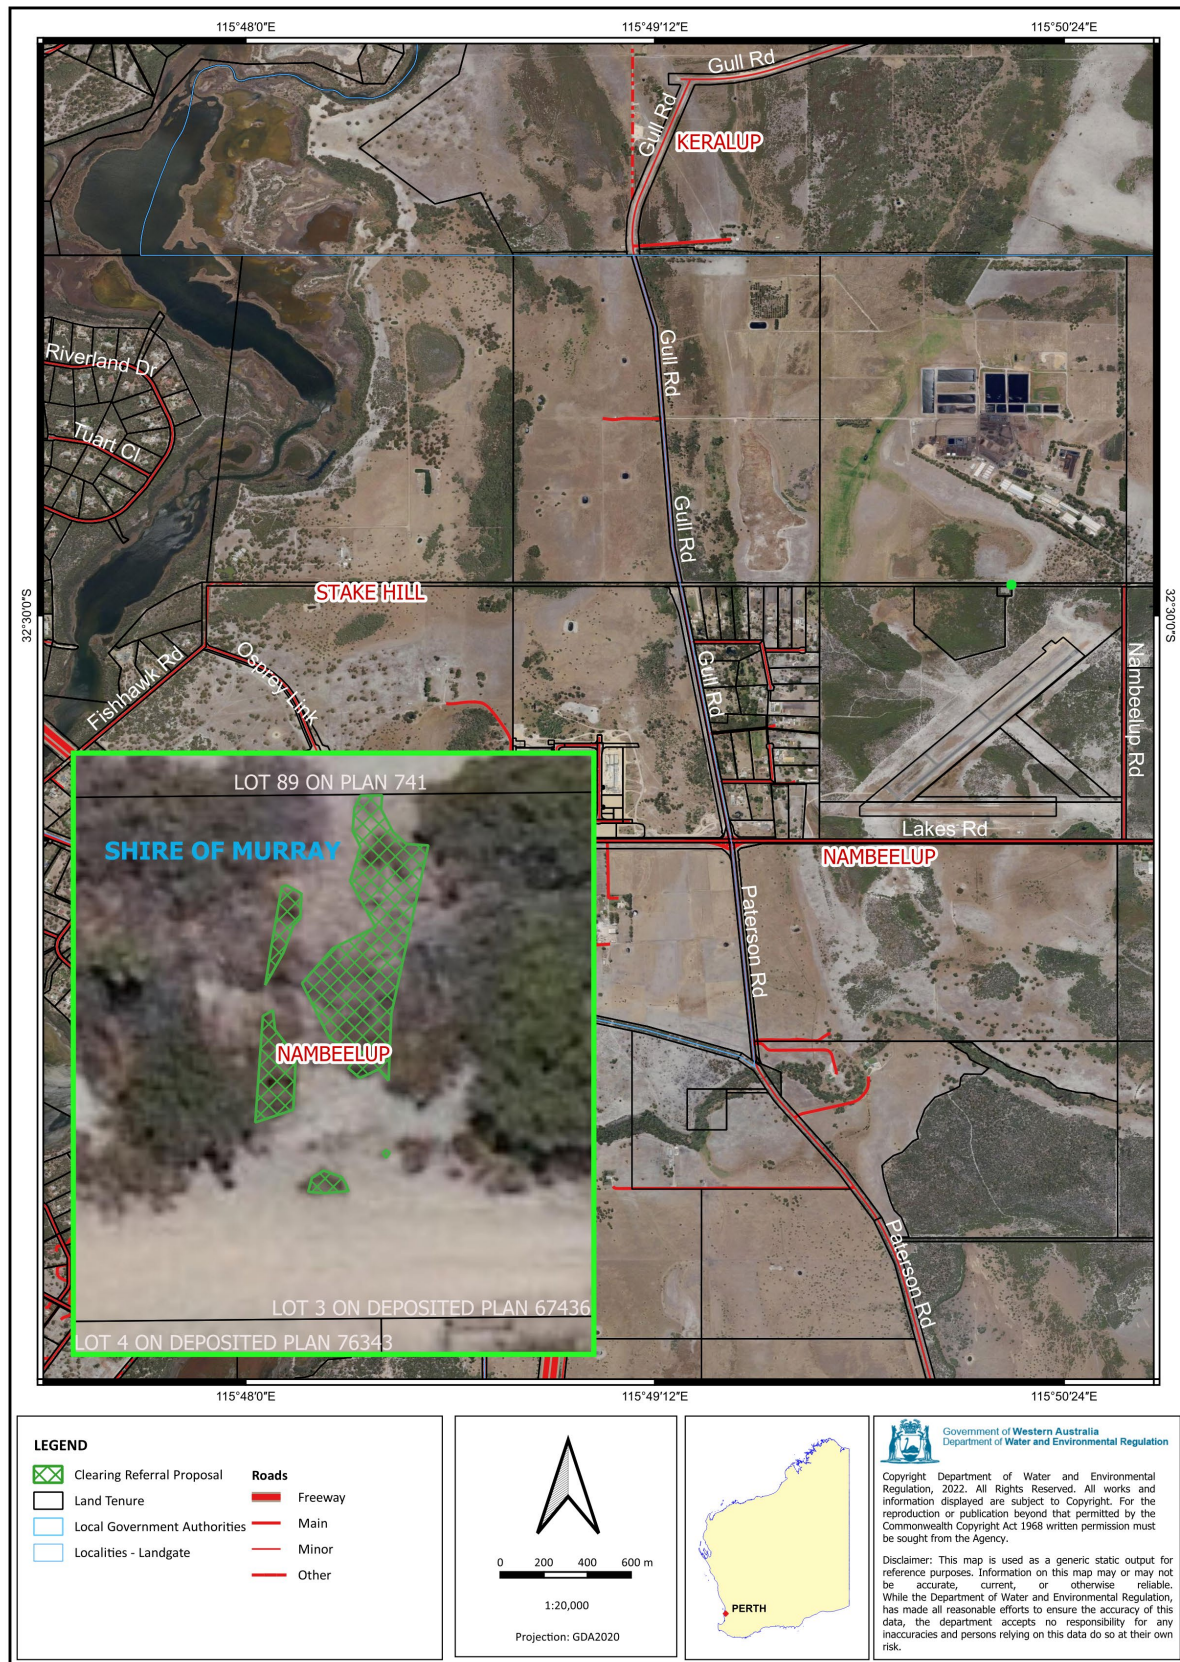 115°48'0"E
115°49'12"E
115°50'24"E
Gull Rd
Gull Rd
KERALUP
Gull Rd
Riverland Dr
Tuart Cl
Gull Rd
STAKE HILL
32°30'0"S
32°30'0"S
Fishhawk Rd
Osprey Link
Gull Rd
Nambeelup Rd
Lakes Rd
NAMBEELUP
LOT 89 ON PLAN 741
SHIRE OF MURRAY
NAMBEELUP
Paterson Rd
Paterson Rd
LOT 3 ON DEPOSITED PLAN 67436
LOT 4 ON DEPOSITED PLAN 76343
115°48'0"E
115°49'12"E
115°50'24"E
LEGEND
Clearing Referral Proposal
Land Tenure
Local Government Authorities
Localities - Landgate
Roads
Freeway
Main
Minor
Other
0 200 400 600 m
1:20,000
Projection: GDA2020
PERTH
Government of Western Australia
Department of Water and Environmental Regulation
Copyright Department of Water and Environmental
Regulation, 2022. All Rights Reserved. All works and
information displayed are subject to Copyright. For the
reproduction or publication beyond that permitted by the
Commonwealth Copyright Act 1968 written permission must
be sought from the Agency.
Disclaimer: This map is used as a generic static output for
reference purposes. Information on this map may or may not
be accurate, current, or otherwise reliable.
While the Department of Water and Environmental Regulation,
has made all reasonable efforts to ensure the accuracy of this
data, the department accepts no responsibility for any
inaccuracies and persons relying on this data do so at their own
risk.